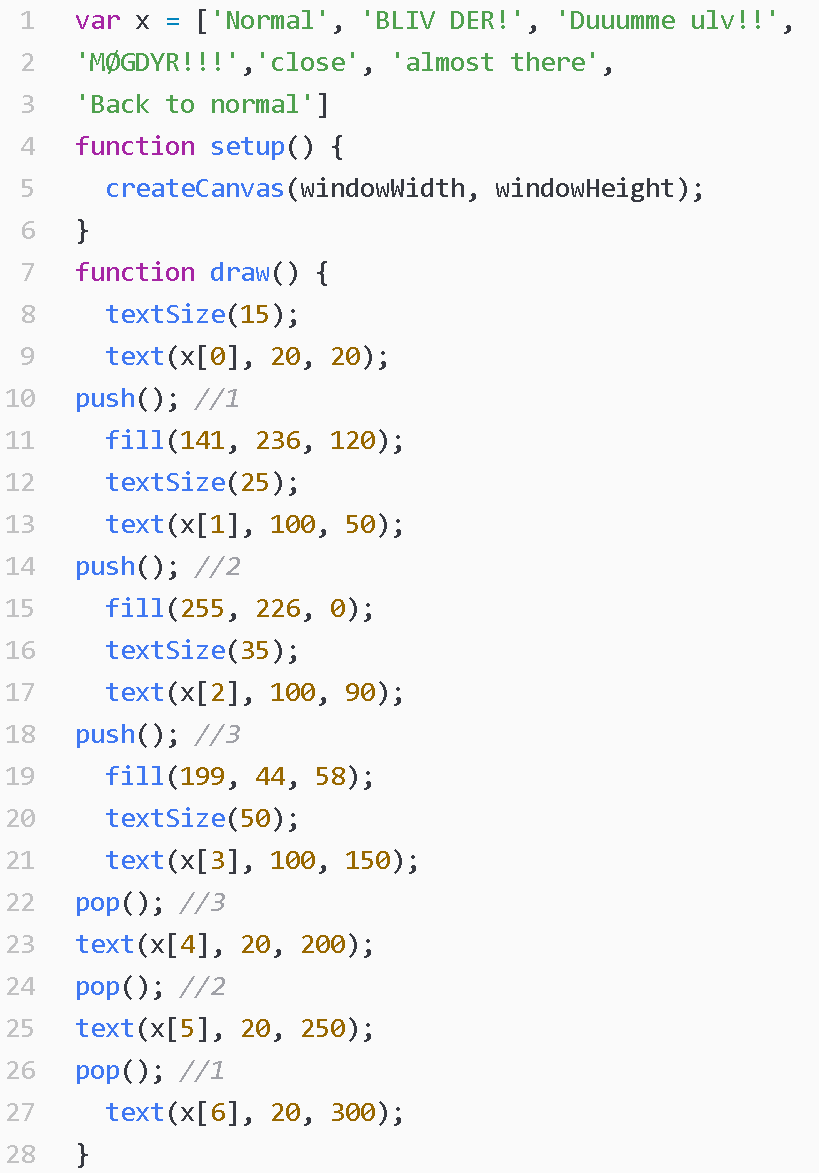 1 var x = ['Normal', 'BLIV DER!', 'Duuumme ulv!!',
2 'MØGDYR!!!','close', 'almost there',
3 'Back to normal']
4 function setup() {
5   createCanvas(windowWidth, windowHeight);
6 }
7 function draw() {
8   textSize(15);
9   text(x[0], 20, 20);
10 push(); //1
11   fill(141, 236, 120);
12   textSize(25);
13   text(x[1], 100, 50);
14 push(); //2
15   fill(255, 226, 0);
16   textSize(35);
17   text(x[2], 100, 90);
18 push(); //3
19   fill(199, 44, 58);
20   textSize(50);
21   text(x[3], 100, 150);
22 pop(); //3
23 text(x[4], 20, 200);
24 pop(); //2
25 text(x[5], 20, 250);
26 pop(); //1
27   text(x[6], 20, 300);
28 }